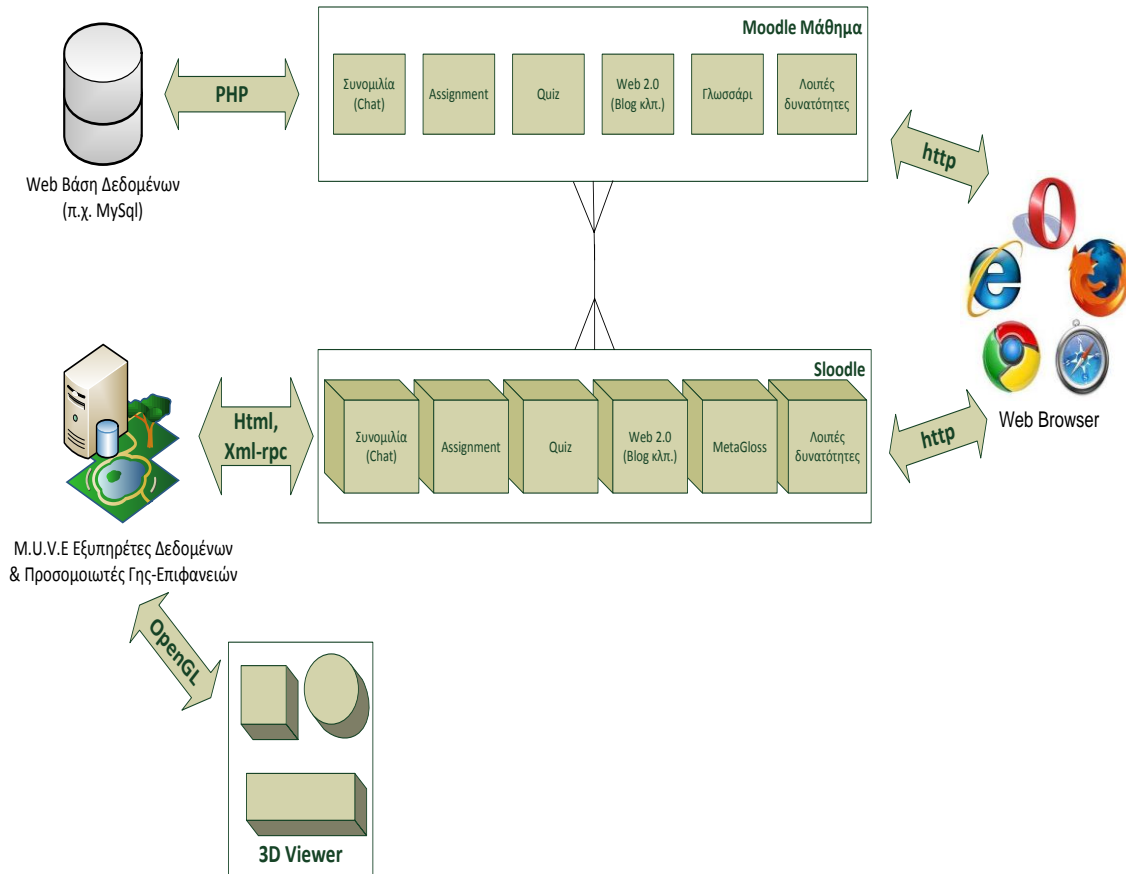 Moodle Μάθημα
Συνομιλία
(Chat)
Assignment
Quiz
Web 2.0
(Blog κλπ.)
Γλωσσάρι
Λοιπές
δυνατότητες
PHP
Web Βάση Δεδομένων
(π.χ. MySql)
http
Web Browser
Sloodle
Συνομιλία
(Chat)
Assignment
Quiz
Web 2.0
(Blog κλπ.)
MetaGloss
Λοιπές
δυνατότητες
Html,
Xml-rpc
http
M.U.V.E Εξυπηρέτες Δεδομένων
& Προσομοιωτές Γης-Επιφανειών
OpenGL
3D Viewer